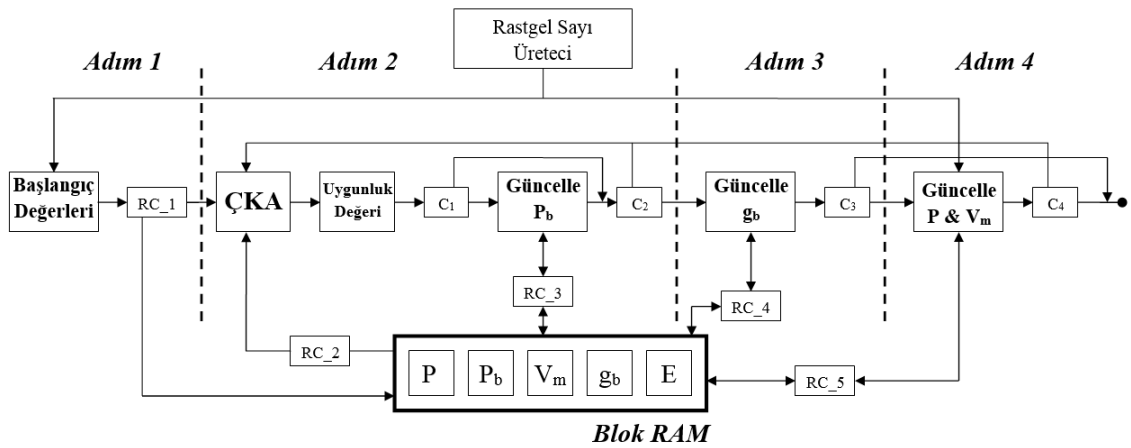 Rastgel Sayı
Üreteci
Adım 1
Adım 2
Adım 3
Adım 4
Başlangıç
Değerleri
RC_1
ÇKA
Uygunluk
Değeri
C1
Güncelle
Pb
C2
Güncelle
gb
C3
Güncelle
P & Vm
C4
RC_3
RC_4
RC_2
RC_5
P
Pb
Vm
gb
E
Blok RAM